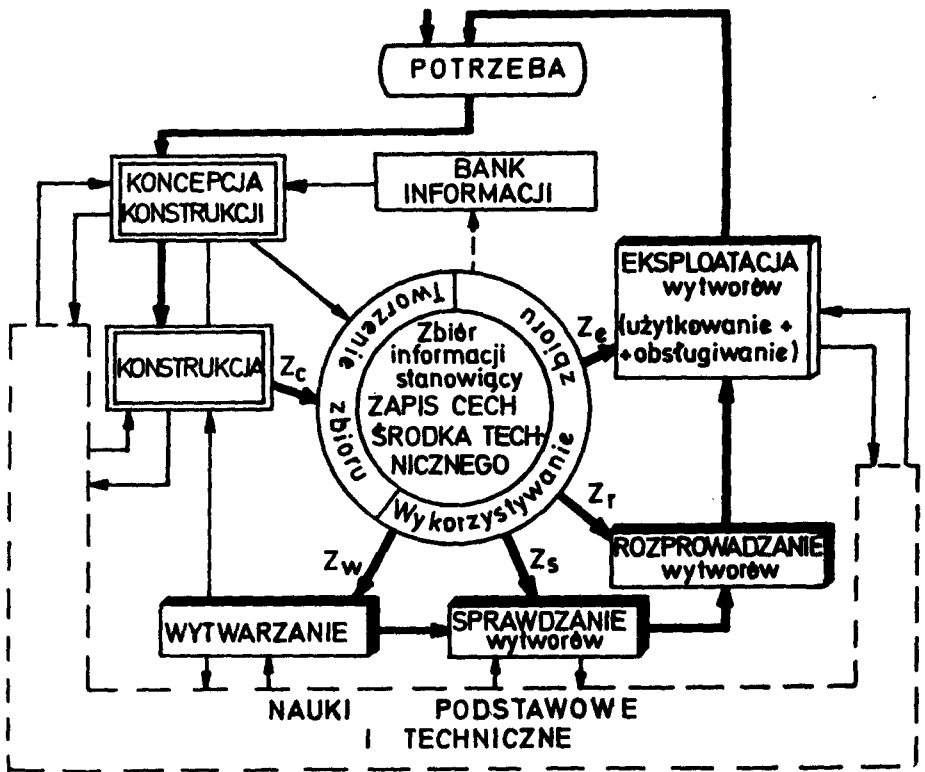 POTRZEBA
BANK
INFORMACJI
KONCEPCJA
KONSTRUKCJI
EKSPLOATACJA
wytworów
(użytkowanie +
+obsługiwanie)
Tworzenie zbioru
Wykorzystywanie zbioru
Zbiór
informacji
stanowiący
ZAPIS CECH
ŚRODKA TECH-
NICZNEGO
KONSTRUKCJA
Zc
Ze
Zr
Zw
Zs
ROZPROWADZANIE
wytworów
WYTWARZANIE
SPRAWDZANIE
wytworów
NAUKI PODSTAWOWE
I TECHNICZNE